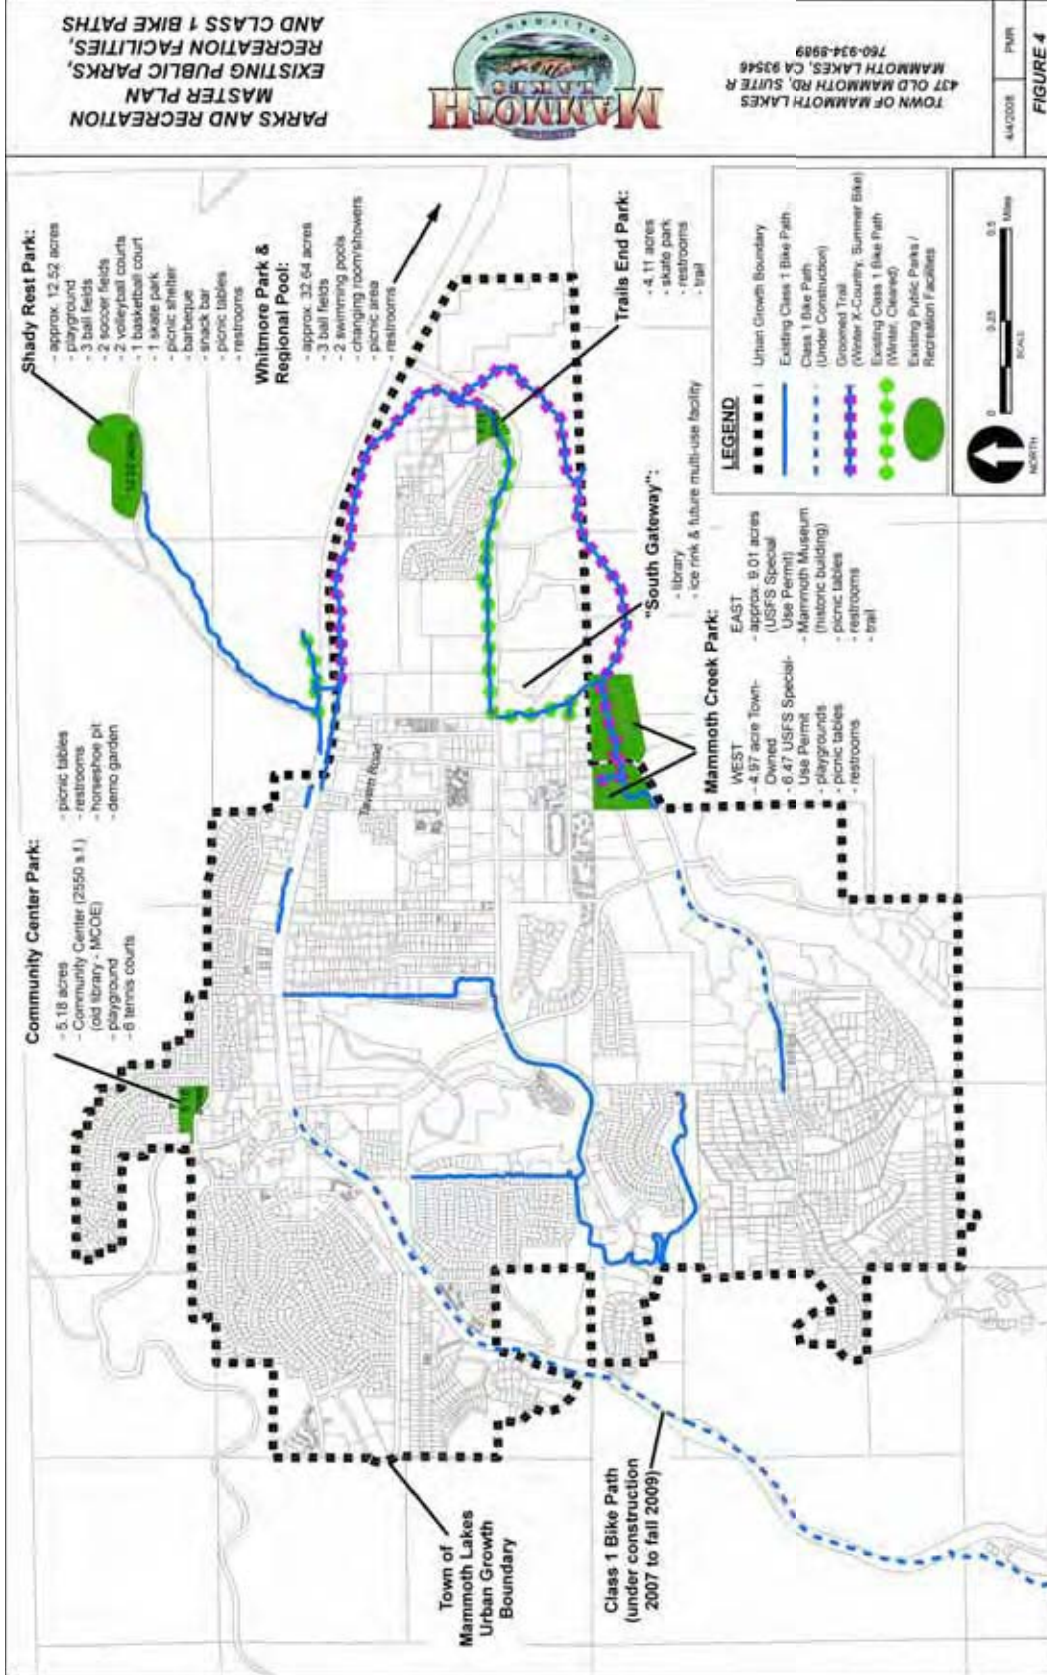 PARKS AND RECREATION
MASTER PLAN
EXISTING PUBLIC PARKS,
RECREATION FACILITIES,
AND CLASS 1 BIKE PATHS
MAMMOTH
LAKES
CALIFORNIA
TOWN OF MAMMOTH LAKES
437 OLD MAMMOTH RD, SUITE R
MAMMOTH LAKES, CA 93546
760-934-8989
4/4/2008
PMR
FIGURE 4
Shady Rest Park:
- approx. 12.52 acres
- playground
- 3 ball fields
- 2 soccer fields
- 2 volleyball courts
- 1 basketball court
- 1 skate park
- picnic shelter
- barbeque
- snack bar
- picnic tables
- restrooms
Whitmore Park &
Regional Pool:
- approx. 32.64 acres
- 3 ball fields
- 2 swimming pools
- changing room/showers
- picnic area
- restrooms
Trails End Park:
- 4.11 acres
- skate park
- restrooms
- trail
Community Center Park:
- 5.18 acres
- Community Center (2550 s.f.)
(old library - MCOE)
- playground
- 6 tennis courts
- picnic tables
- restrooms
- horseshoe pit
- demo garden
Tavern Road
"South Gateway":
- library
- ice rink & future multi-use facility
Mammoth Creek Park:
WEST
- 4.97 acre Town-
Owned
- 6.47 USFS Special-
Use Permit
- playgrounds
- picnic tables
- restrooms
EAST
- approx. 9.01 acres
(USFS Special
Use Permit)
- Mammoth Museum
(historic building)
- picnic tables
- restrooms
- trail
Town of
Mammoth Lakes
Urban Growth
Boundary
Class 1 Bike Path
(under construction
2007 to fall 2009)
LEGEND
Urban Growth Boundary
Existing Class 1 Bike Path
Class 1 Bike Path
(Under Construction)
Groomed Trail
(Winter X-Country, Summer Bike)
Existing Class 1 Bike Path
(Winter, Cleared)
Existing Public Parks /
Recreation Facilities
NORTH
0 0.25 0.5
Miles
SCALE